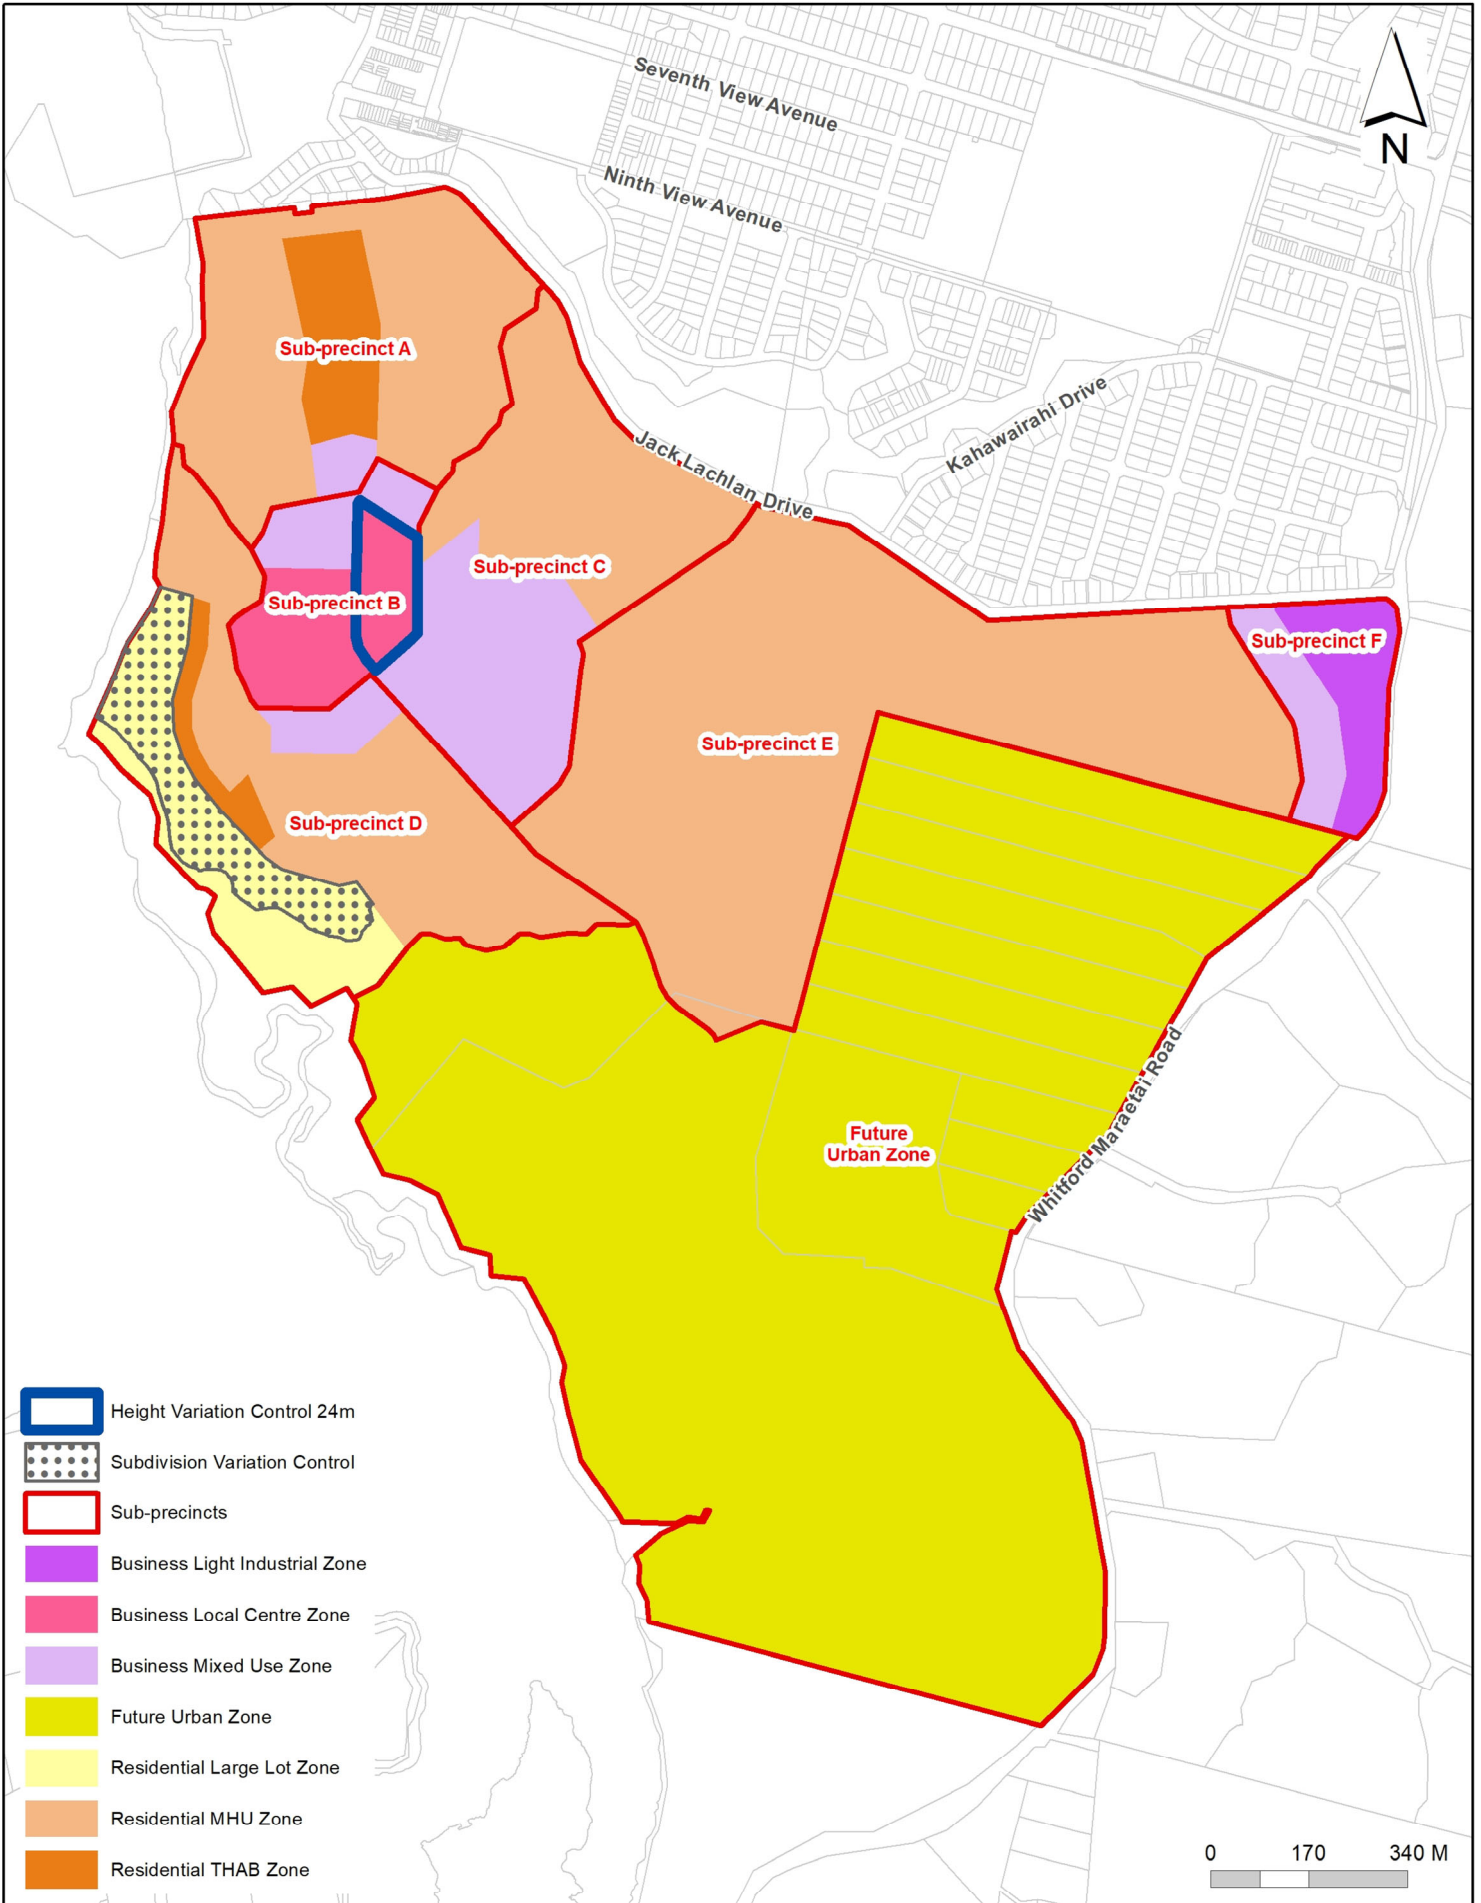 Seventh View Avenue
N
Ninth View Avenue
Sub-precinct A
Kahawairahi Drive
Jack Lachlan Drive
Sub-precinct C
Sub-precinct B
Sub-precinct F
Sub-precinct E
Sub-precinct D
Whitford Maraetai Road
Future
Urban Zone
Height Variation Control 24m
Subdivision Variation Control
Sub-precincts
Business Light Industrial Zone
Business Local Centre Zone
Business Mixed Use Zone
Future Urban Zone
Residential Large Lot Zone
Residential MHU Zone
Residential THAB Zone
0 170 340 M